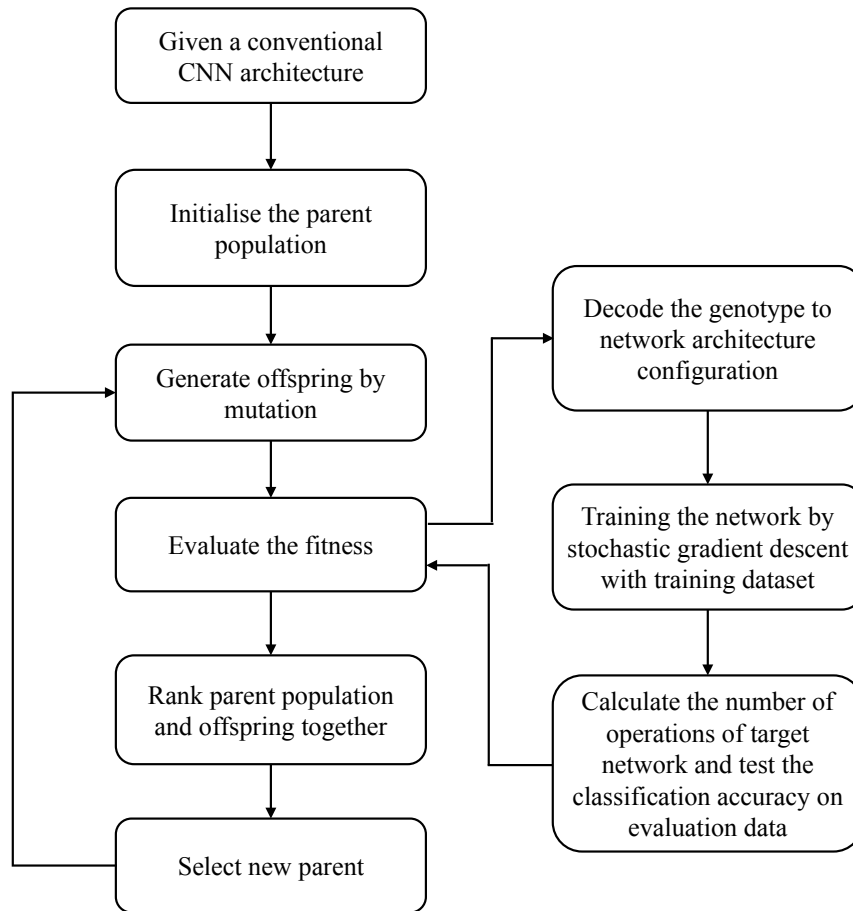 Given a conventional
CNN architecture
Initialise the parent
population
Generate offspring by
mutation
Evaluate the fitness
Rank parent population
and offspring together
Select new parent
Decode the genotype to
network architecture
configuration
Training the network by
stochastic gradient descent
with training dataset
Calculate the number of
operations of target
network and test the
classification accuracy on
evaluation data